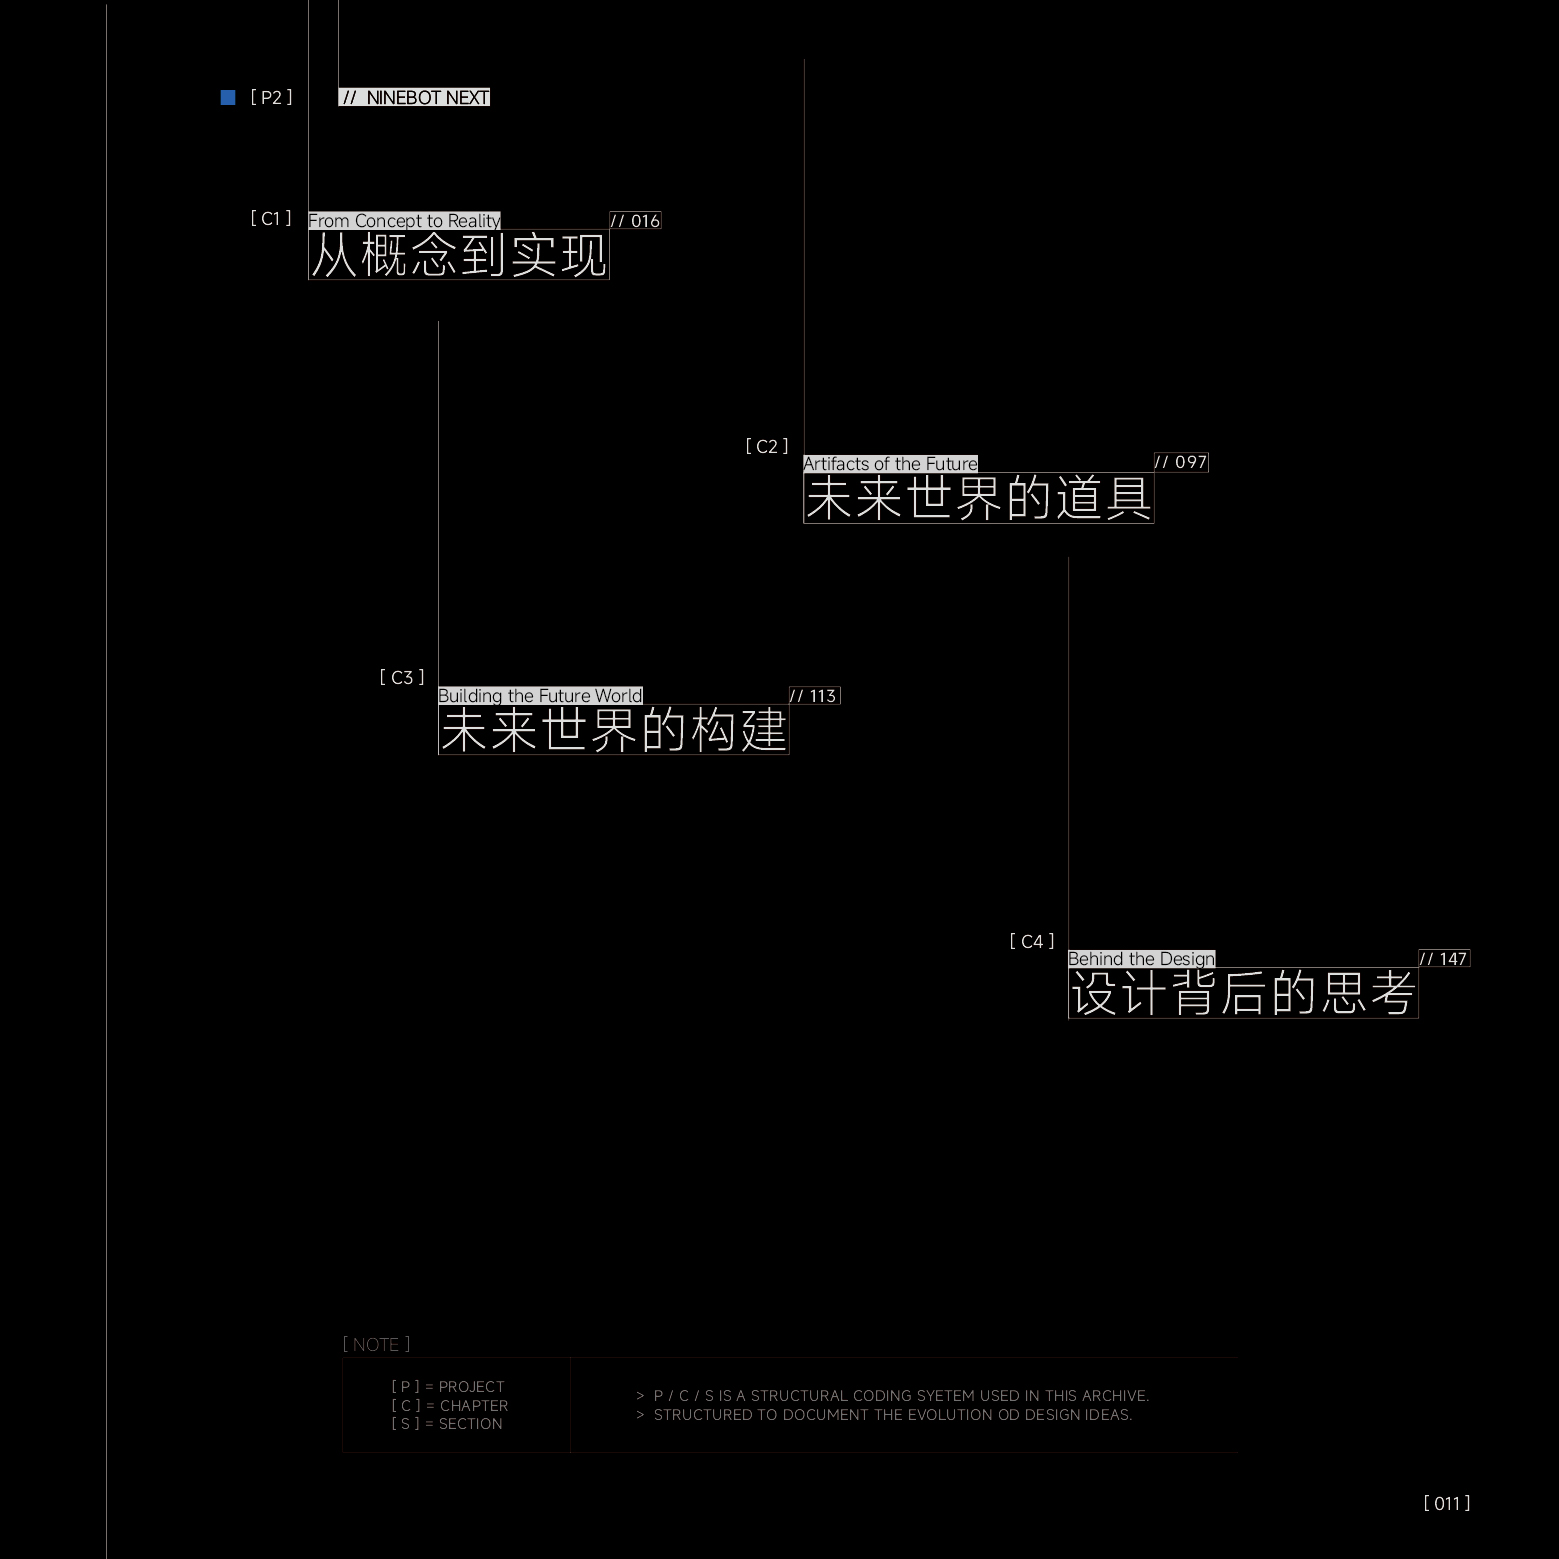 [ P2 ] // NINEBOT NEXT
[ C1 ] From Concept to Reality // 016
从概念到实现
[ C2 ] Artifacts of the Future // 097
未来世界的道具
[ C3 ] Building the Future World // 113
未来世界的构建
[ C4 ] Behind the Design // 147
设计背后的思考
[ NOTE ]
[ P ] = PROJECT
[ C ] = CHAPTER
[ S ] = SECTION
> P / C / S IS A STRUCTURAL CODING SYETEM USED IN THIS ARCHIVE.
> STRUCTURED TO DOCUMENT THE EVOLUTION OD DESIGN IDEAS.
[ 011 ]